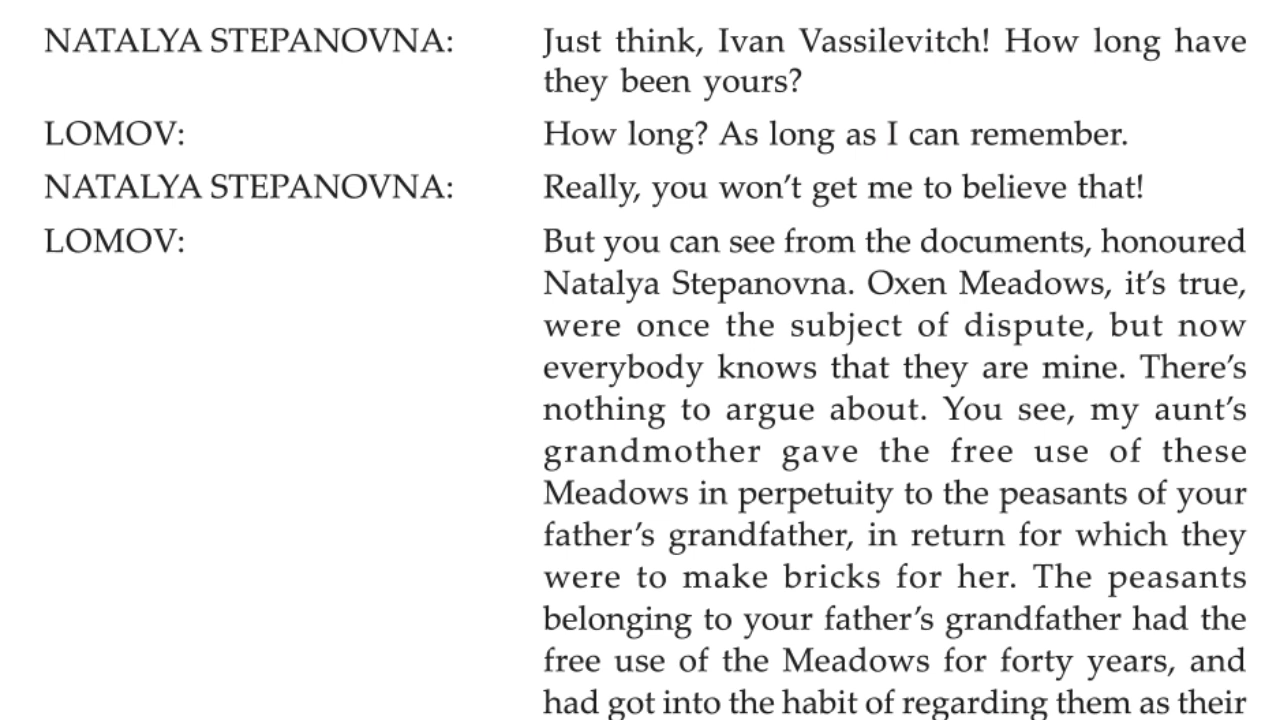 NATALYA STEPANOVNA: Just think, Ivan Vassilevitch! How long have
they been yours?
LOMOV: How long? As long as I can remember.
NATALYA STEPANOVNA: Really, you won’t get me to believe that!
LOMOV: But you can see from the documents, honoured
Natalya Stepanovna. Oxen Meadows, it’s true,
were once the subject of dispute, but now
everybody knows that they are mine. There’s
nothing to argue about. You see, my aunt’s
grandmother gave the free use of these
Meadows in perpetuity to the peasants of your
father’s grandfather, in return for which they
were to make bricks for her. The peasants
belonging to your father’s grandfather had the
free use of the Meadows for forty years, and
had got into the habit of regarding them as their